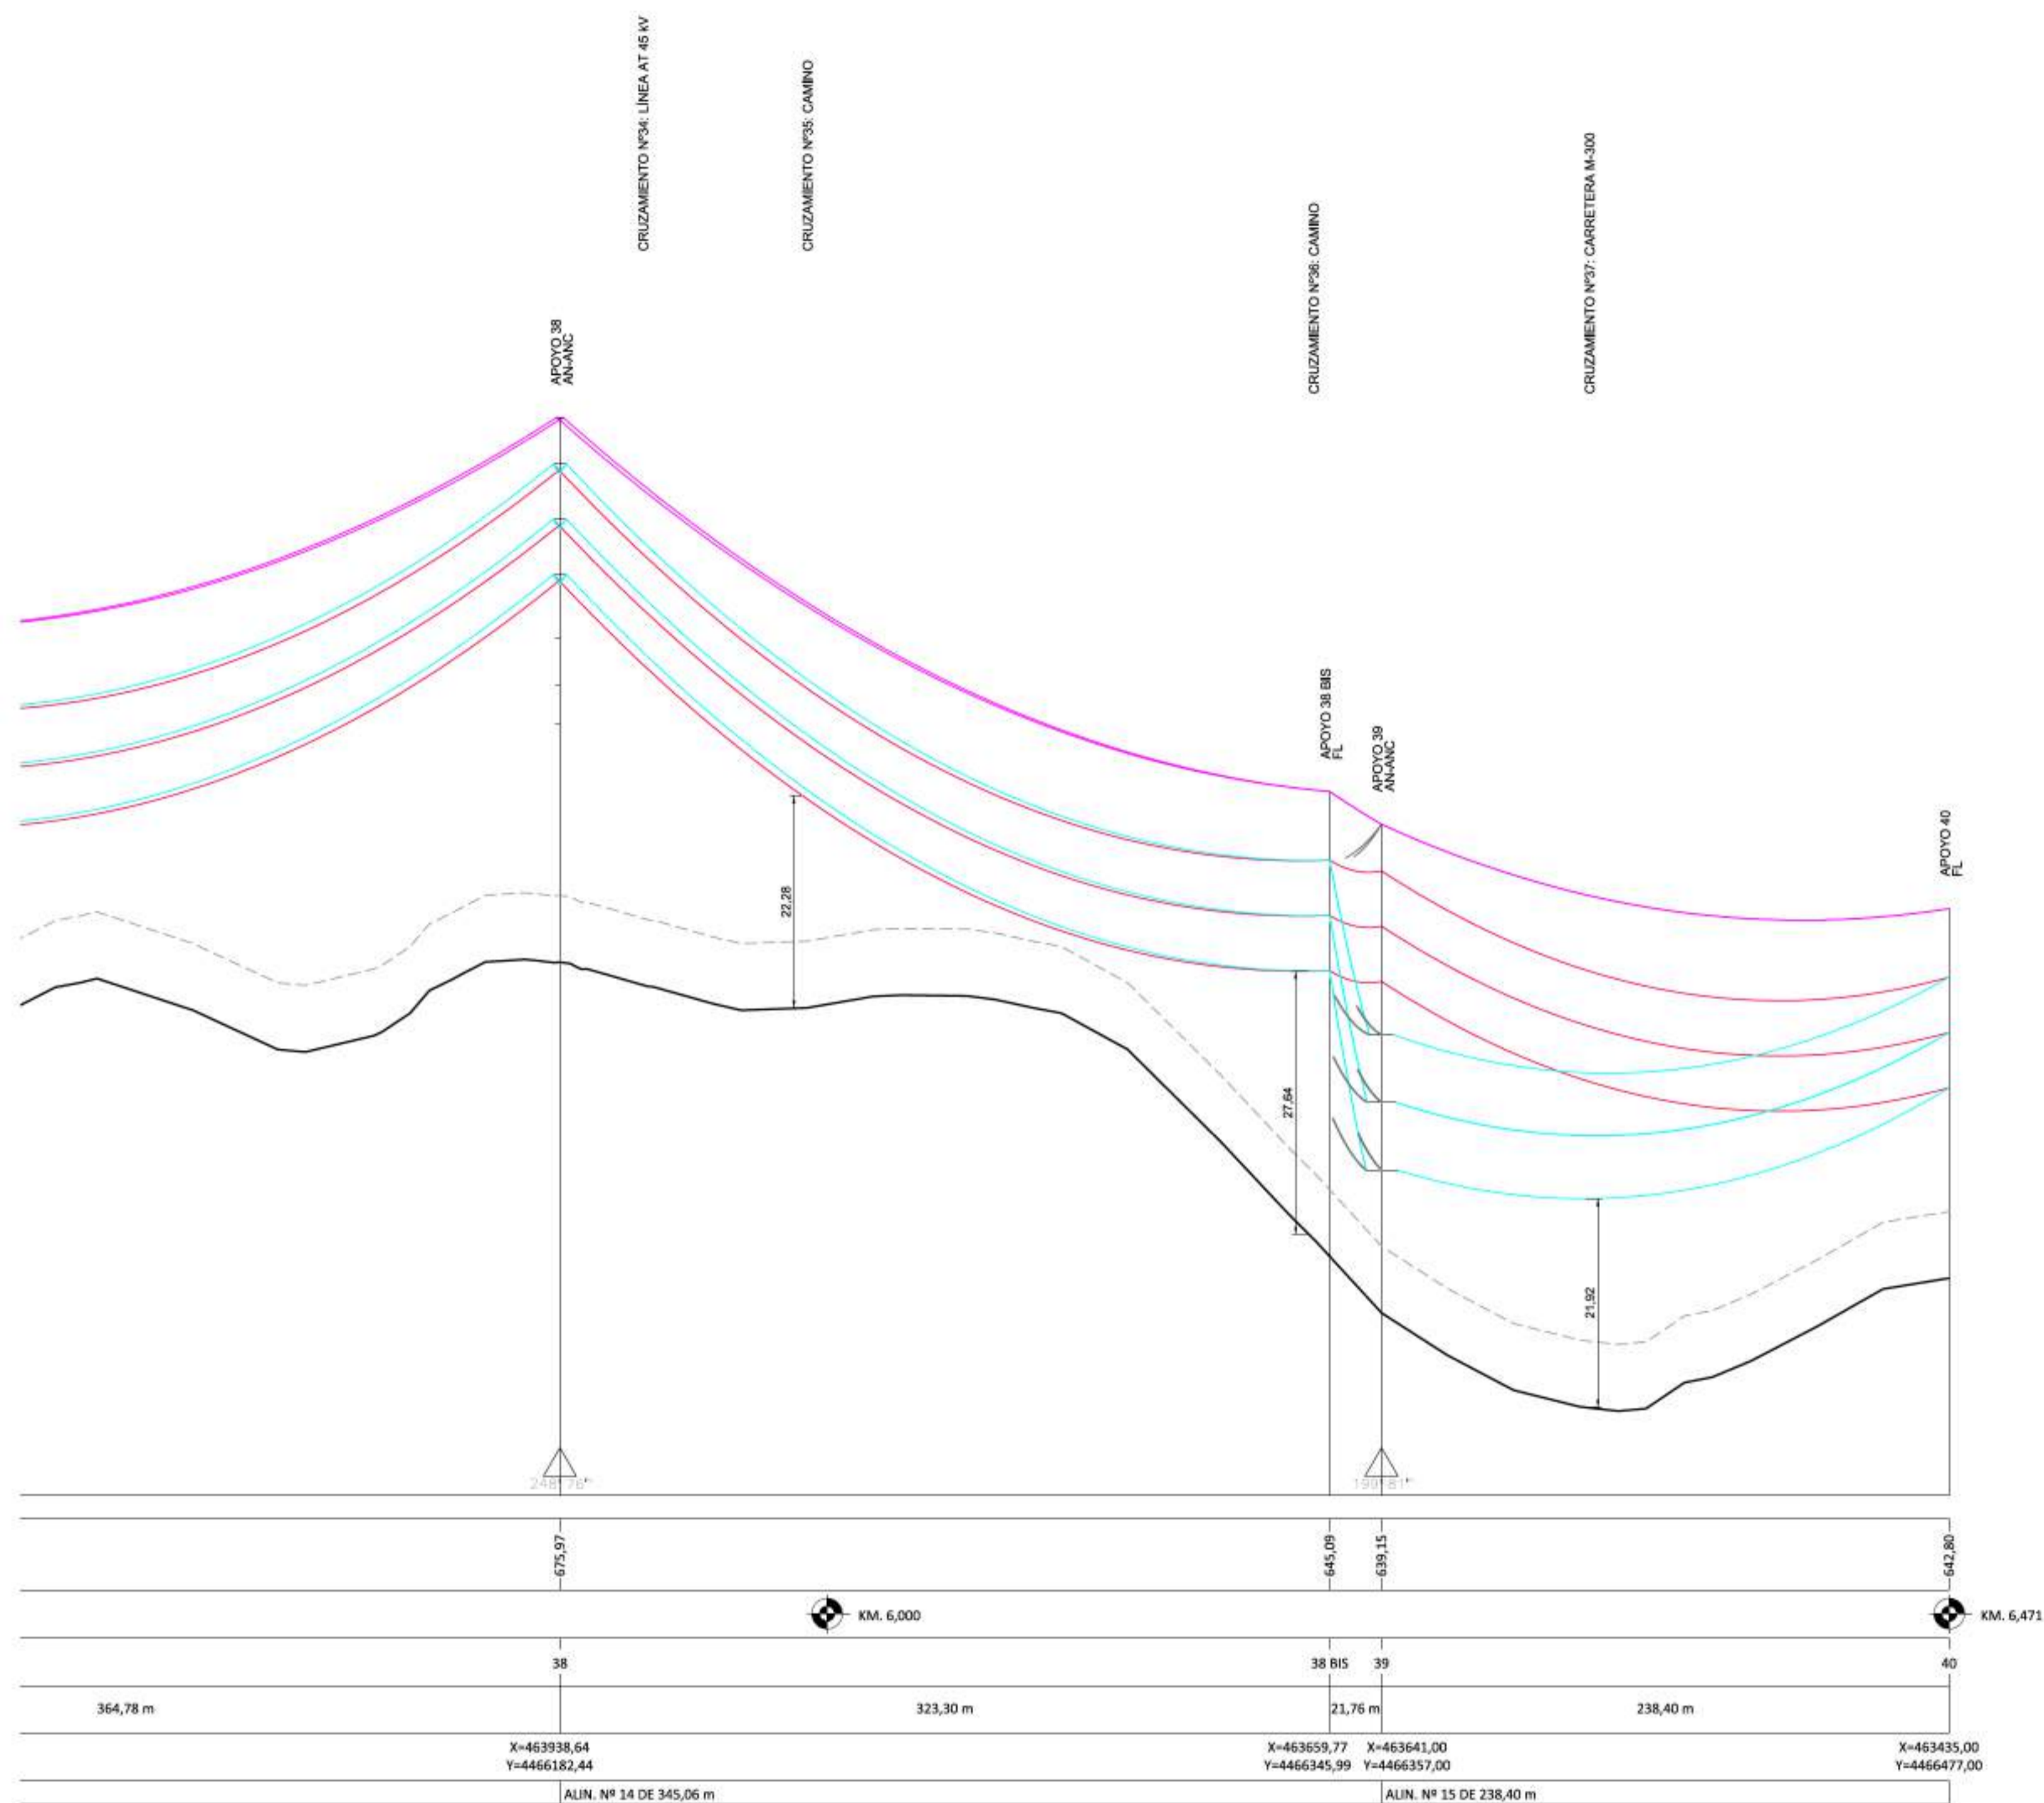 CRUZAMIENTO Nº34: LÍNEA AT 45 kV
CRUZAMIENTO Nº35: CAMINO
CRUZAMIENTO Nº36: CAMINO
CRUZAMIENTO Nº37: CARRETERA M-300
APOYO 38
AN-ANC
APOYO 38 BIS
FL
APOYO 39
AN-ANC
APOYO 40
FL
22,28
27,64
21,92
675,97
645,09
639,15
642,80
KM. 6,000
KM. 6,471
38
38 BIS
39
40
364,78 m
323,30 m
21,76 m
238,40 m
X=463938,64
Y=4466182,44
X=463659,77
Y=4466345,99
X=463641,00
Y=4466357,00
X=463435,00
Y=4466477,00
ALIN. Nº 14 DE 345,06 m
ALIN. Nº 15 DE 238,40 m